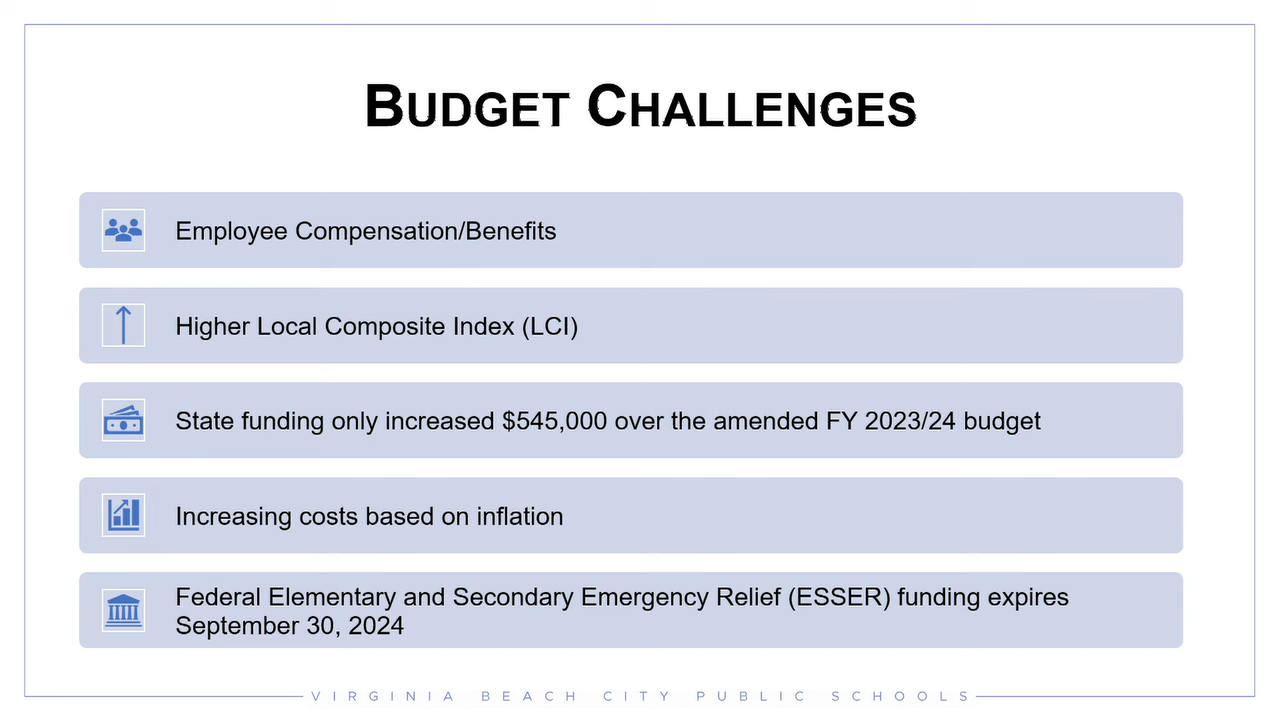 BUDGET CHALLENGES
Employee Compensation/Benefits
Higher Local Composite Index (LCI)
State funding only increased $545,000 over the amended FY 2023/24 budget
Increasing costs based on inflation
Federal Elementary and Secondary Emergency Relief (ESSER) funding expires
September 30, 2024
VIRGINIA BEACH CITY PUBLIC SCHOOLS